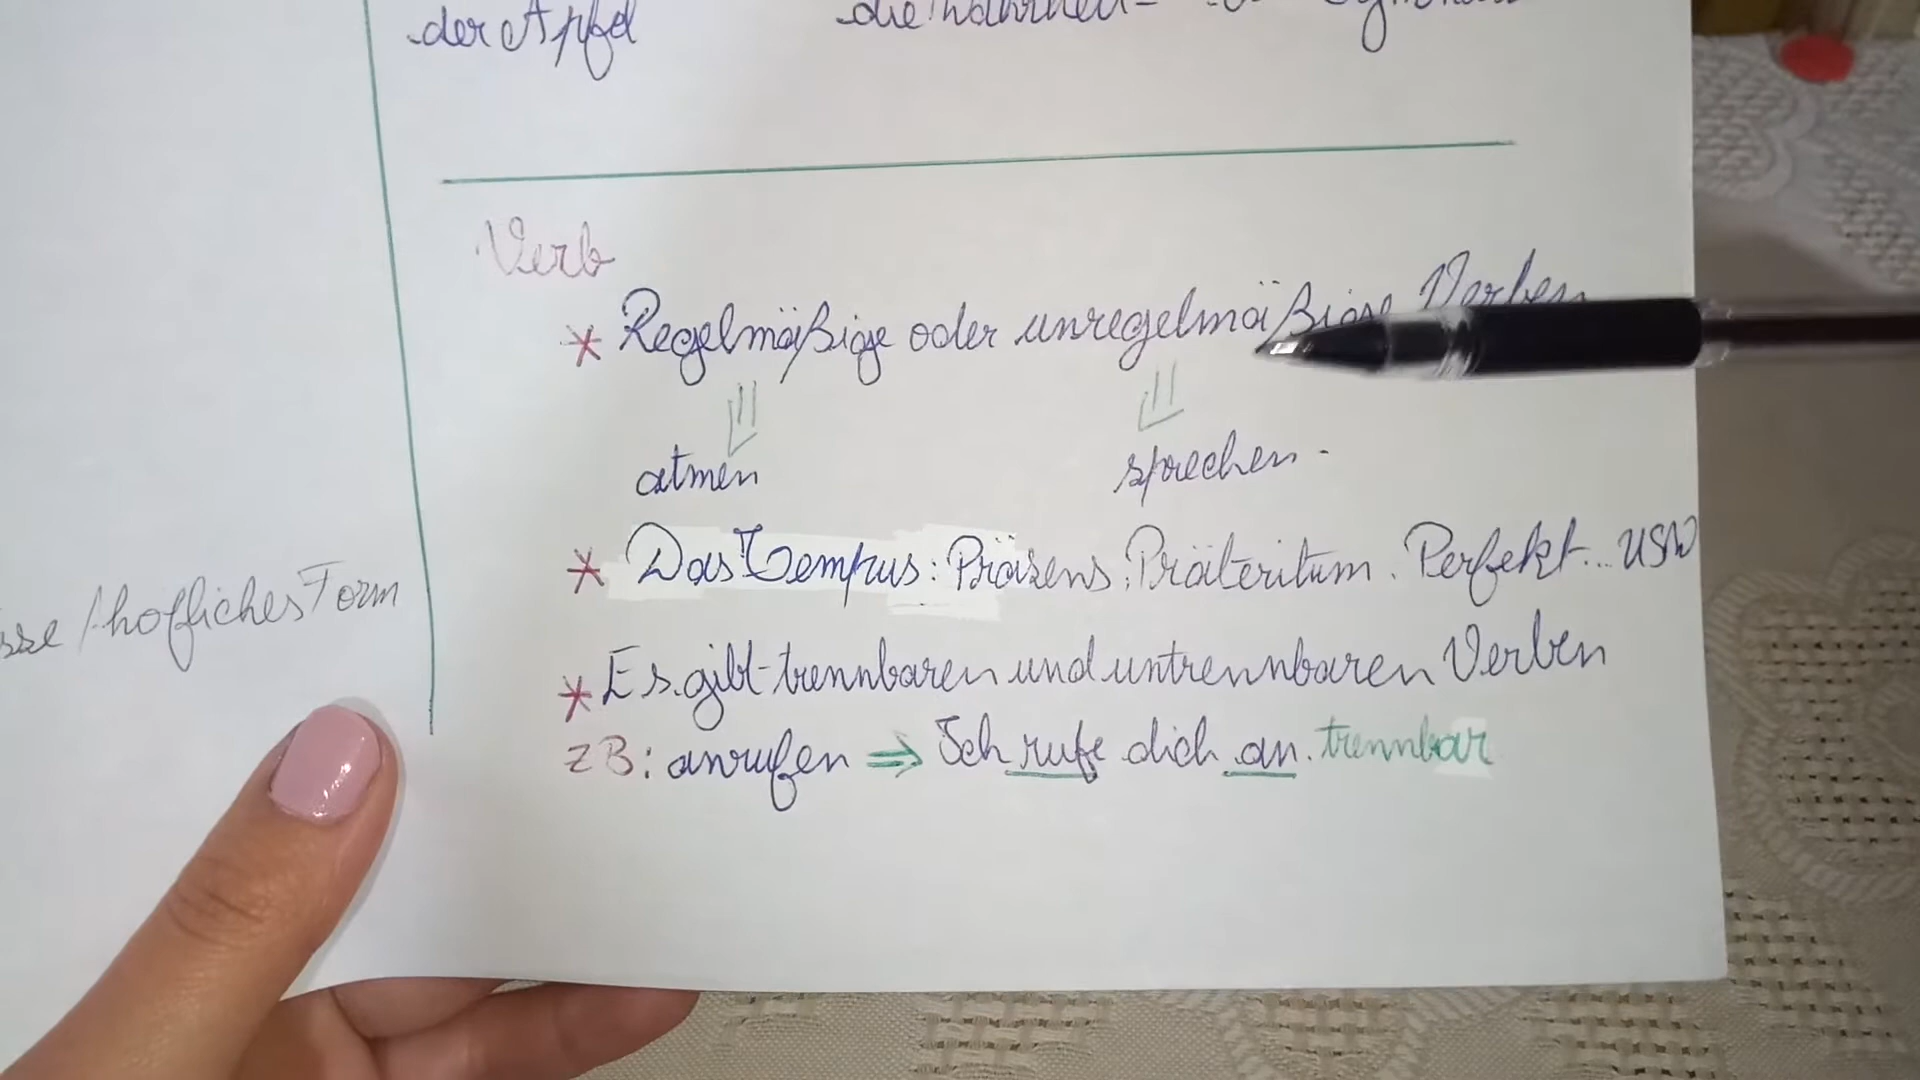 der Apfel
Verb
* Regelmäßige oder unregelmäßige Verben
atmen sprechen.
* Das Tempus: Präsens; Präteritum. Perfekt... USW
/hoffliches Form
* Es gibt trennbaren und untrennbaren Verben
ZB: anrufen ⇒ Ich rufe dich an. trennbar